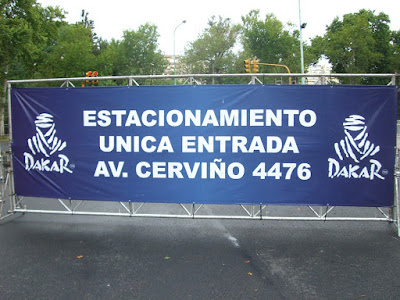 ESTACIONAMIENTO
UNICA ENTRADA
AV. CERVIÑO 4476
DAKAR
DAKAR